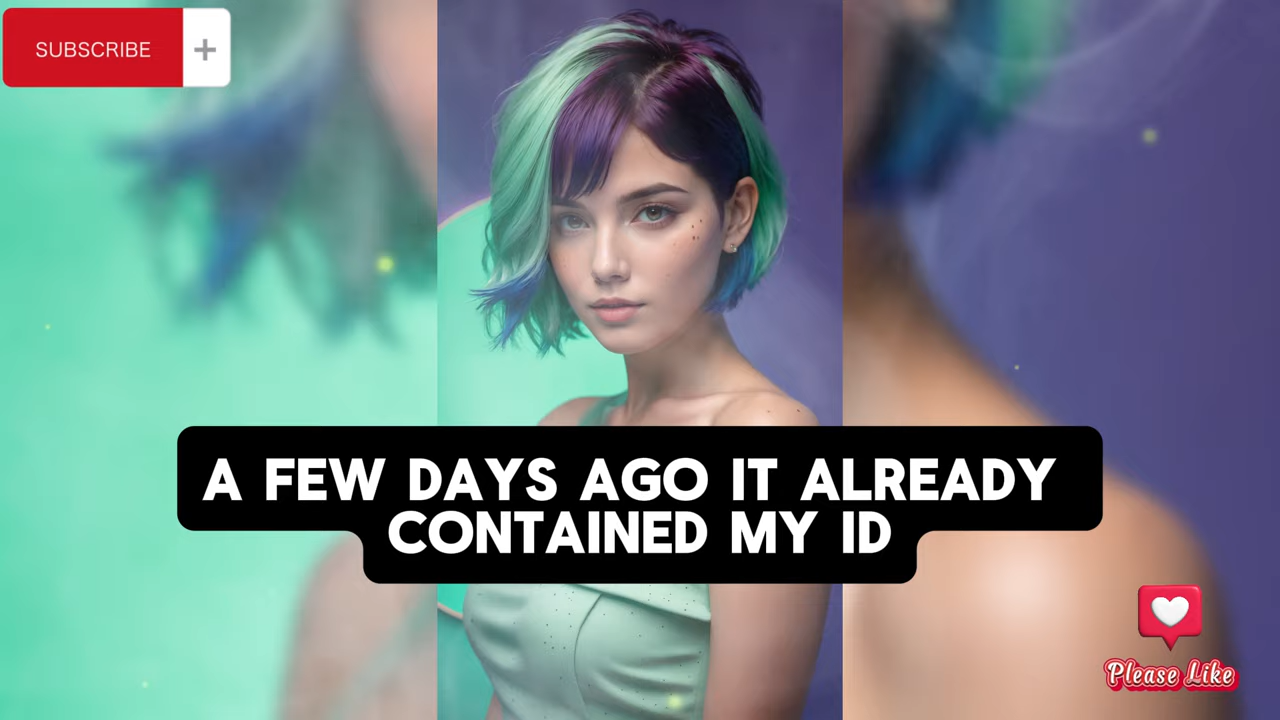 SUBSCRIBE +
A FEW DAYS AGO IT ALREADY
CONTAINED MY ID
Please Like